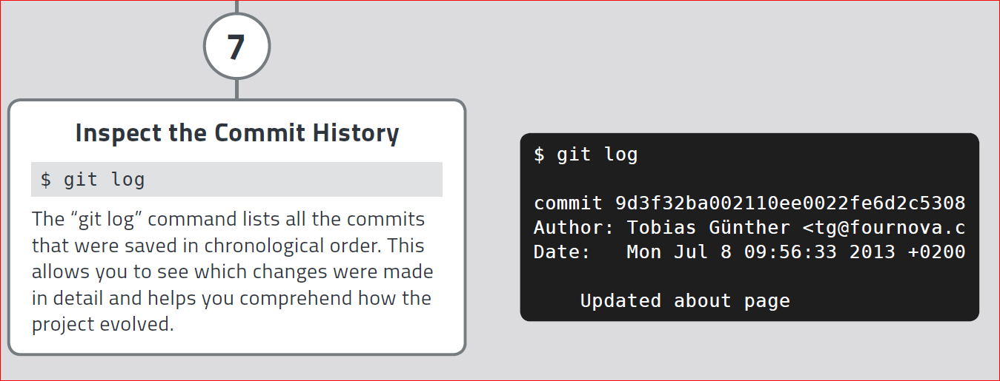 7
Inspect the Commit History
$ git log
The “git log” command lists all the commits
that were saved in chronological order. This
allows you to see which changes were made
in detail and helps you comprehend how the
project evolved.
$ git log
commit 9d3f32ba002110ee0022fe6d2c5308
Author: Tobias Günther <tg@fournova.c
Date:   Mon Jul 8 09:56:33 2013 +0200
Updated about page